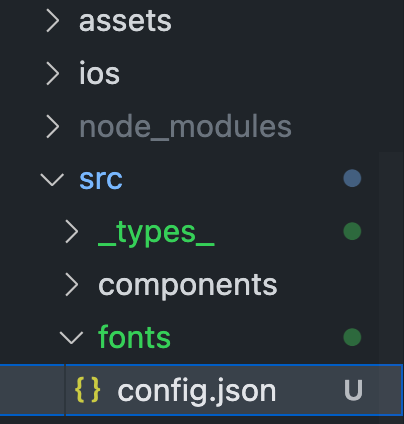 assets
ios
node_modules
src
_types_
components
fonts
{} config.json U